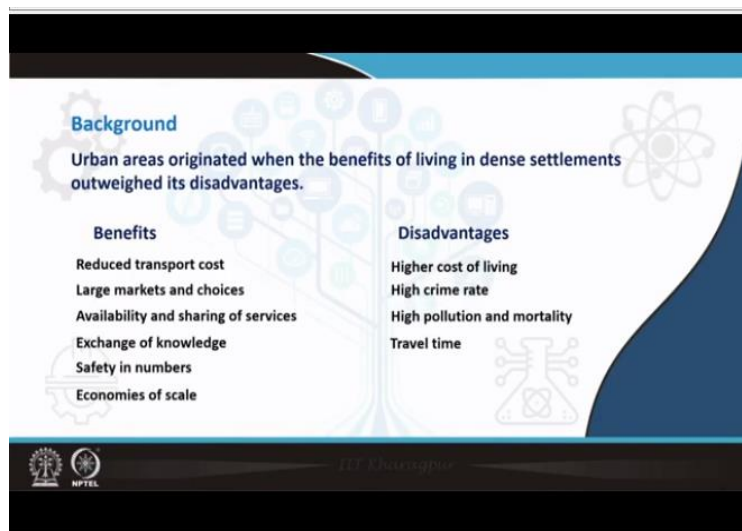 Background
Urban areas originated when the benefits of living in dense settlements
outweighed its disadvantages.
Benefits
Reduced transport cost
Large markets and choices
Availability and sharing of services
Exchange of knowledge
Safety in numbers
Economies of scale
Disadvantages
Higher cost of living
High crime rate
High pollution and mortality
Travel time
NPTEL
IIT Kharagpur